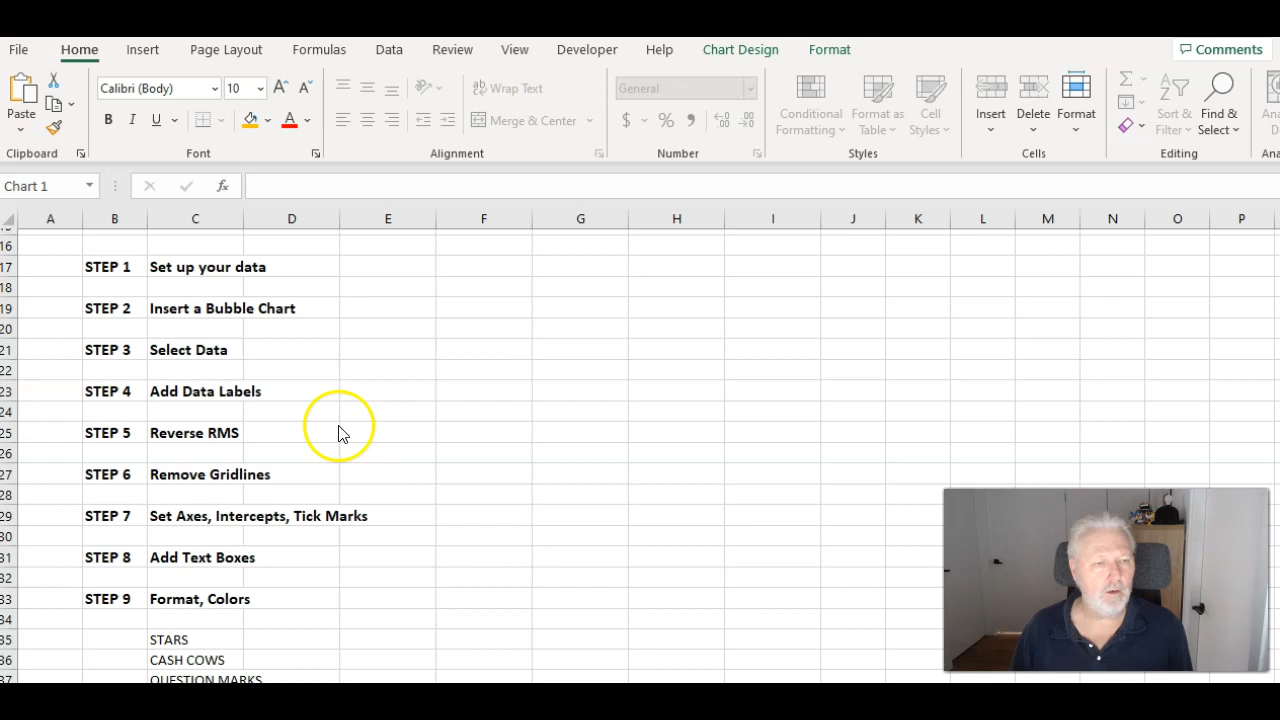 File Home Insert Page Layout Formulas Data Review View Developer Help Chart Design Format Comments
Calibri (Body) 10 Wrap Text General
Paste B I U Merge & Center $ % Conditional Formatting Format as Table Cell Styles Insert Delete Format Sort & Filter Find & Select
Clipboard Font Alignment Number Styles Cells Editing
Chart 1 fx
A B C D E F G H I J K L M N O P
16
17 STEP 1 Set up your data
18
19 STEP 2 Insert a Bubble Chart
20
21 STEP 3 Select Data
22
23 STEP 4 Add Data Labels
24
25 STEP 5 Reverse RMS
26
27 STEP 6 Remove Gridlines
28
29 STEP 7 Set Axes, Intercepts, Tick Marks
30
31 STEP 8 Add Text Boxes
32
33 STEP 9 Format, Colors
34
35 STARS
36 CASH COWS
37 QUESTION MARKS